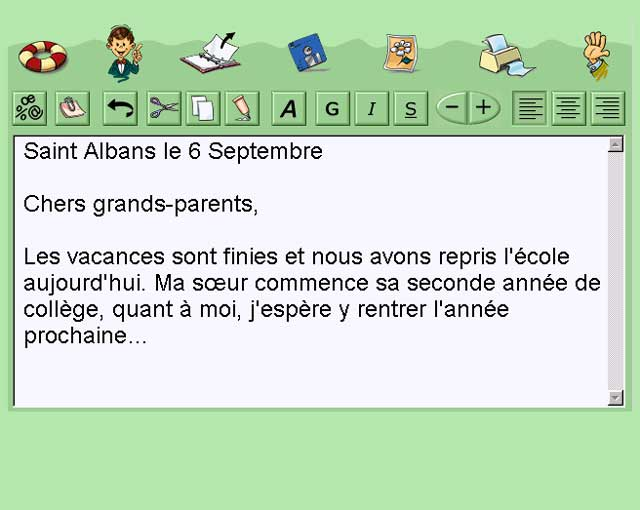 œ
%@
A
G
I
S
− +
Saint Albans le 6 Septembre
Chers grands-parents,
Les vacances sont finies et nous avons repris l'école
aujourd'hui. Ma sœur commence sa seconde année de
collège, quant à moi, j'espère y rentrer l'année
prochaine...